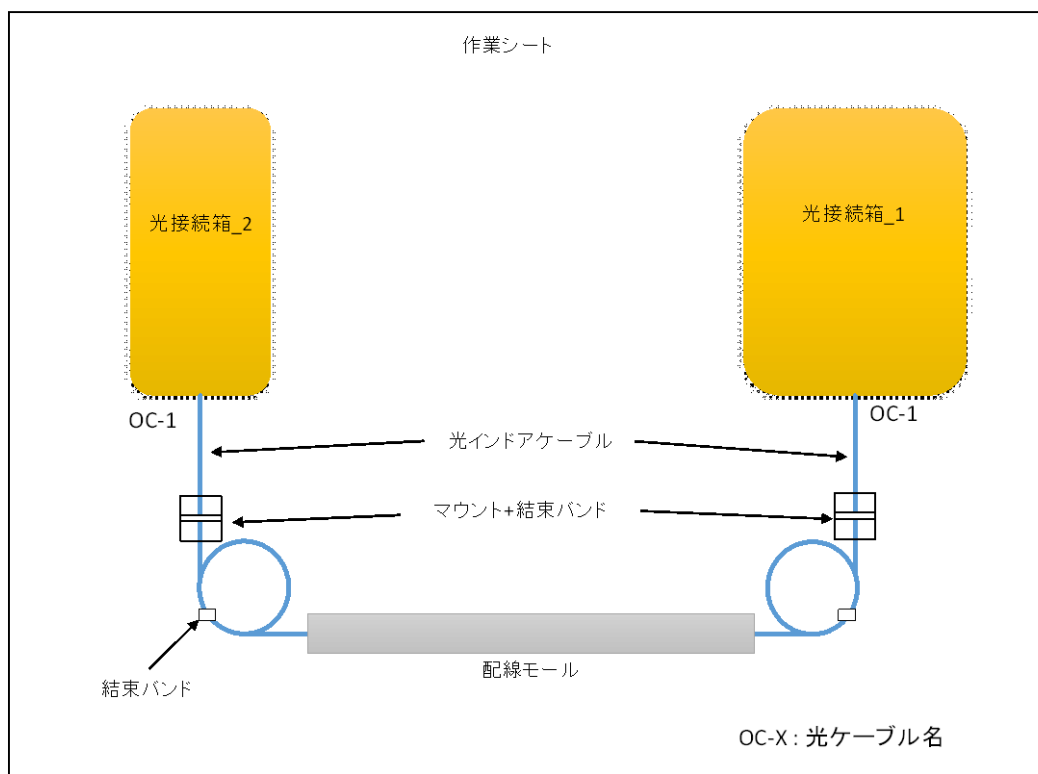 作業シート
光接続箱_2
光接続箱_1
OC-1
OC-1
光インドアケーブル
マウント+結束バンド
配線モール
結束バンド
OC-X : 光ケーブル名